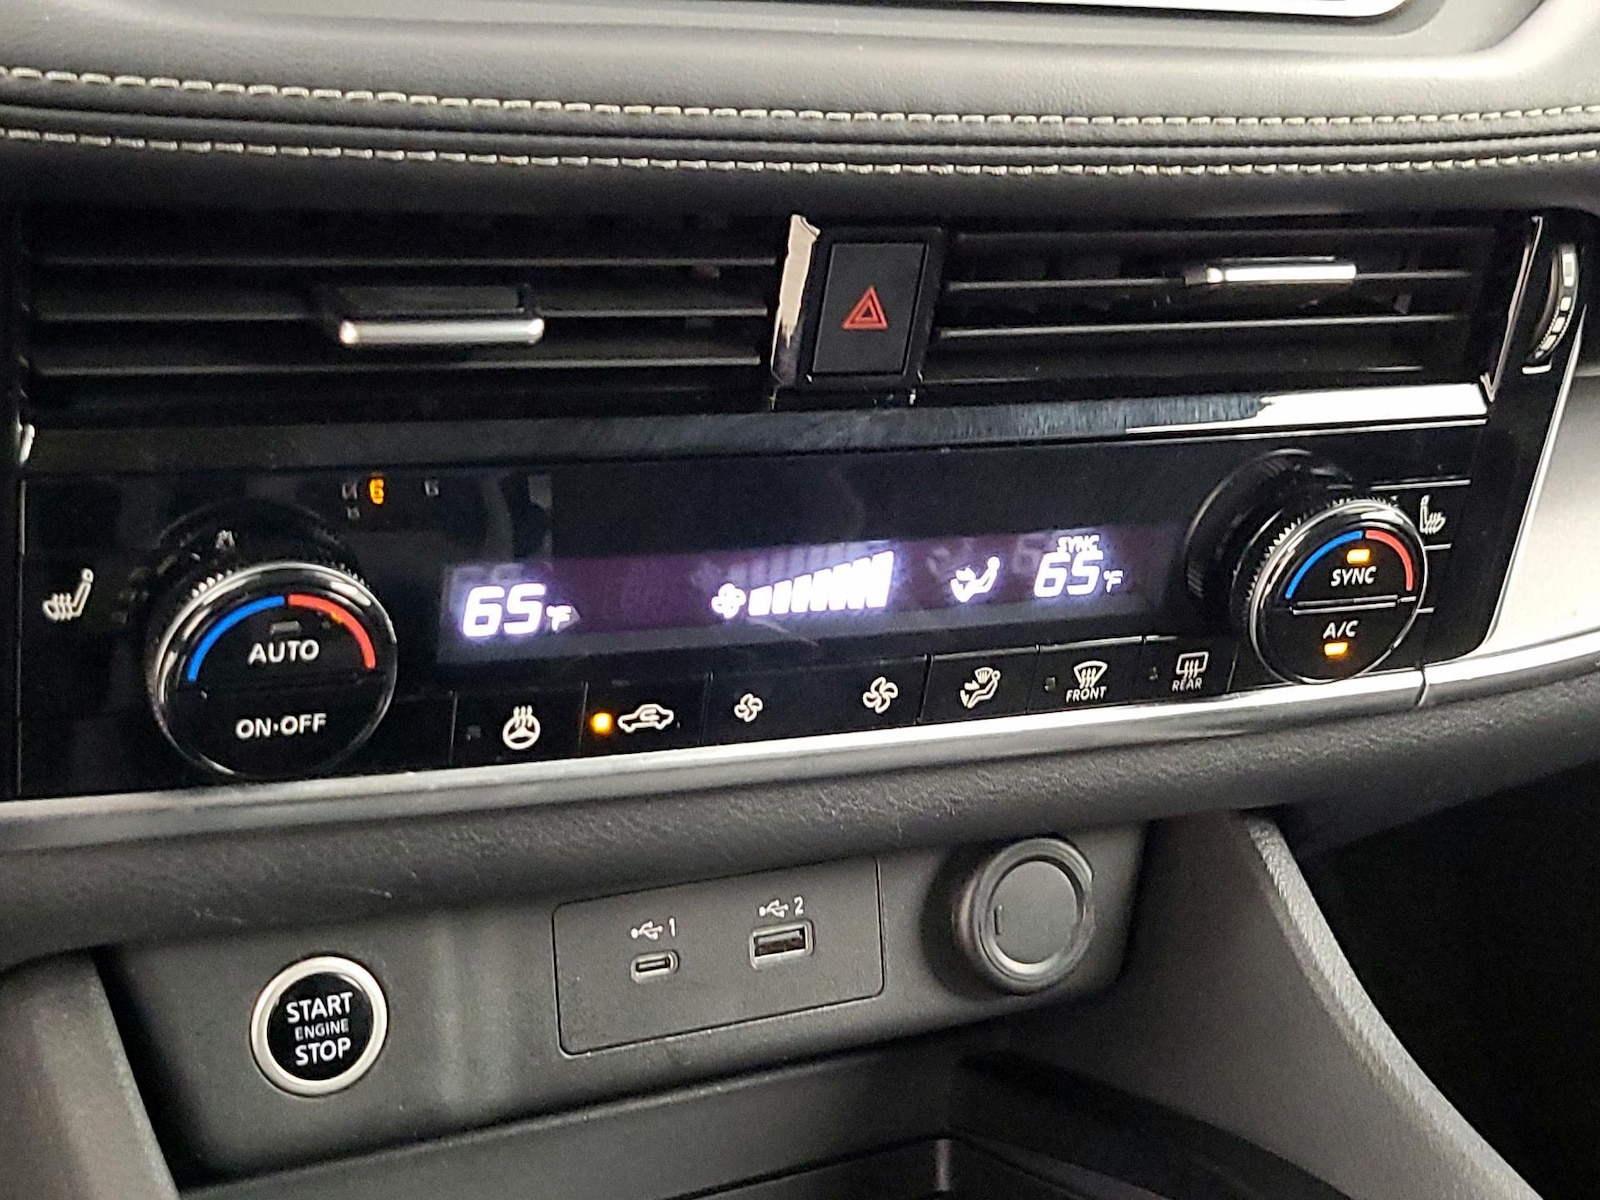 65°F
SYNC
65°F
AUTO
ON·OFF
SYNC
A/C
FRONT
REAR
1
2
START
ENGINE
STOP